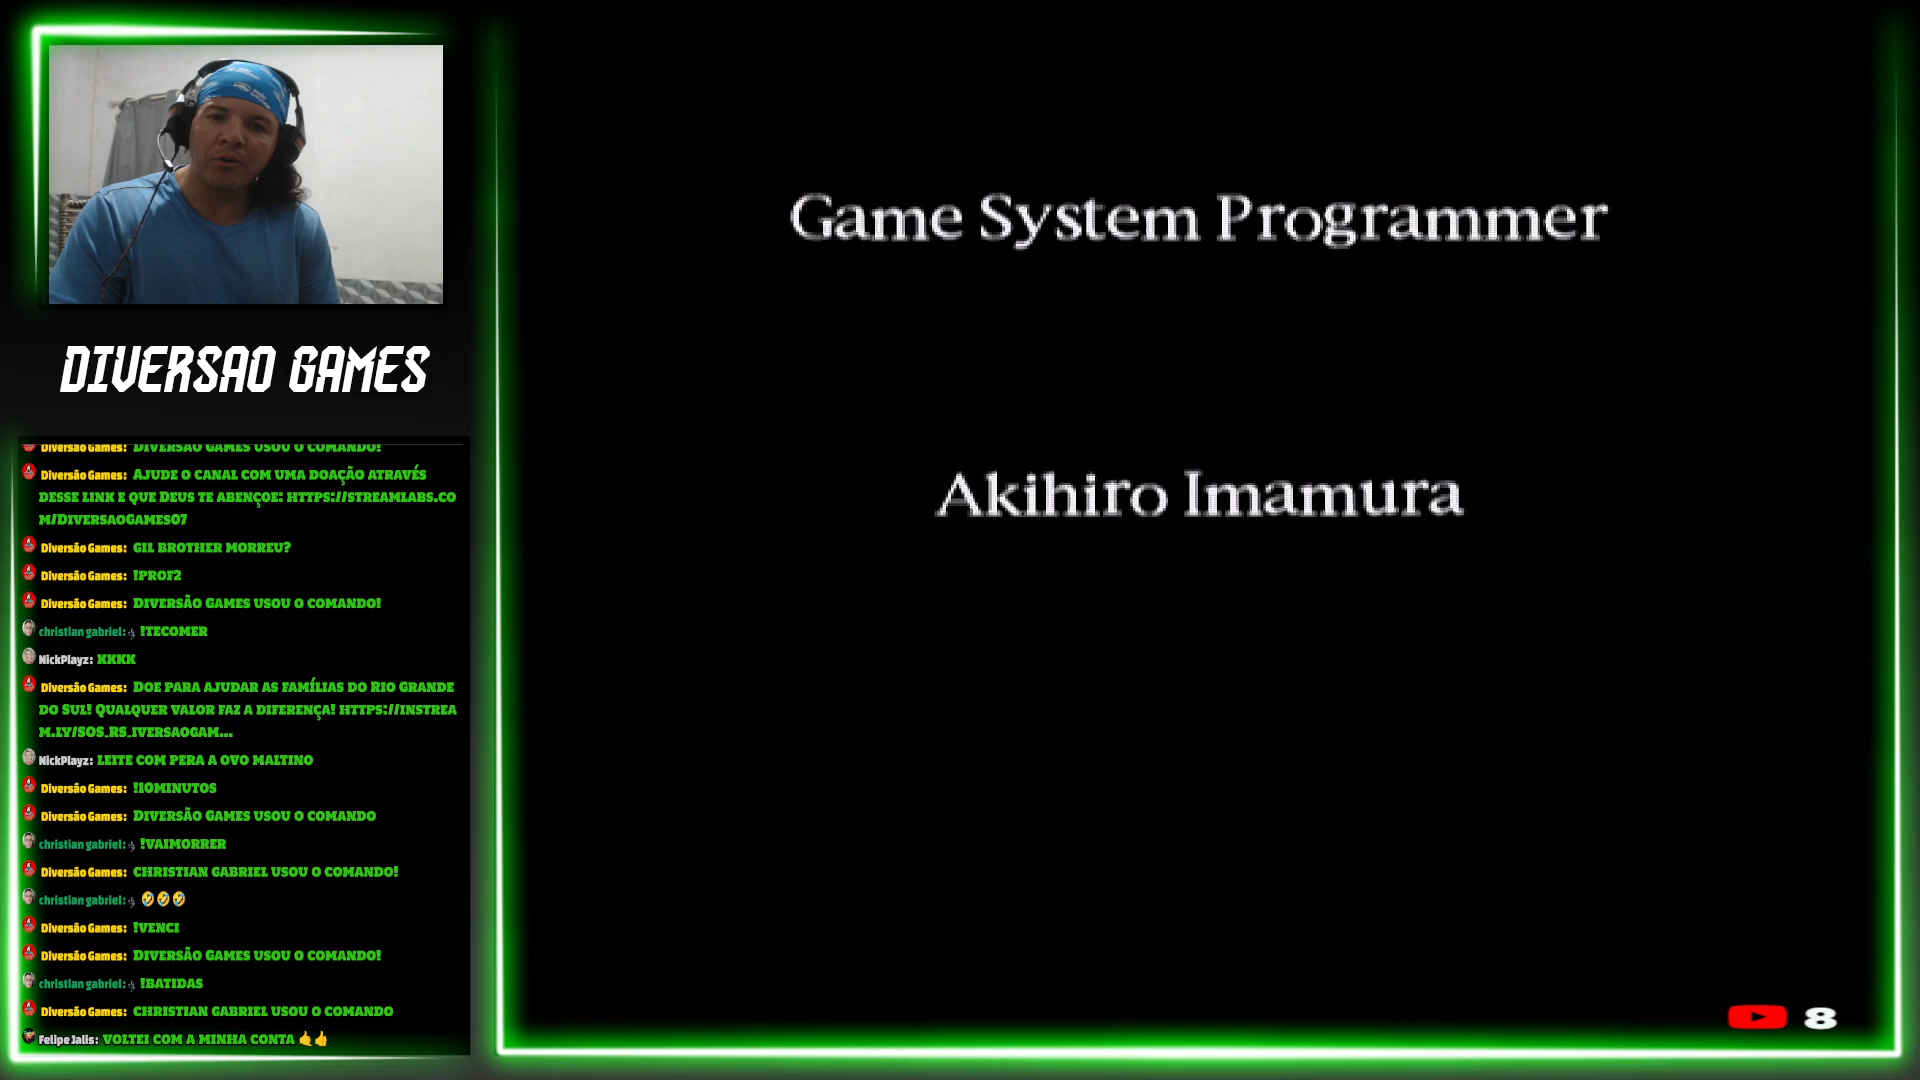 DIVERSAO GAMES
Diversão Games: DIVERSÃO GAMES USOU O COMANDO!
Diversão Games: AJUDE O CANAL COM UMA DOAÇÃO ATRAVÉS
DESSE LINK E QUE DEUS TE ABENÇOE: HTTPS://STREAMLABS.CO
M/DIVERSAOGAMES07
Diversão Games: GIL BROTHER MORREU?
Diversão Games: !PROF2
Diversão Games: DIVERSÃO GAMES USOU O COMANDO!
christian gabriel: !TECOMER
NickPlayz: KKKK
Diversão Games: DOE PARA AJUDAR AS FAMÍLIAS DO RIO GRANDE
DO SUL! QUALQUER VALOR FAZ A DIFERENÇA! HTTPS://INSTREA
M.LY/SOS_RS_IVERSAOGAM...
NickPlayz: LEITE COM PERA A OVO MALTINO
Diversão Games: !10MINUTOS
Diversão Games: DIVERSÃO GAMES USOU O COMANDO
christian gabriel: !VAIMORRER
Diversão Games: CHRISTIAN GABRIEL USOU O COMANDO!
christian gabriel: 🤣🤣🤣
Diversão Games: !VENCI
Diversão Games: DIVERSÃO GAMES USOU O COMANDO!
christian gabriel: !BATIDAS
Diversão Games: CHRISTIAN GABRIEL USOU O COMANDO
Felipe Jalis: VOLTEI COM A MINHA CONTA 🤙👍
Game System Programmer
Akihiro Imamura
8